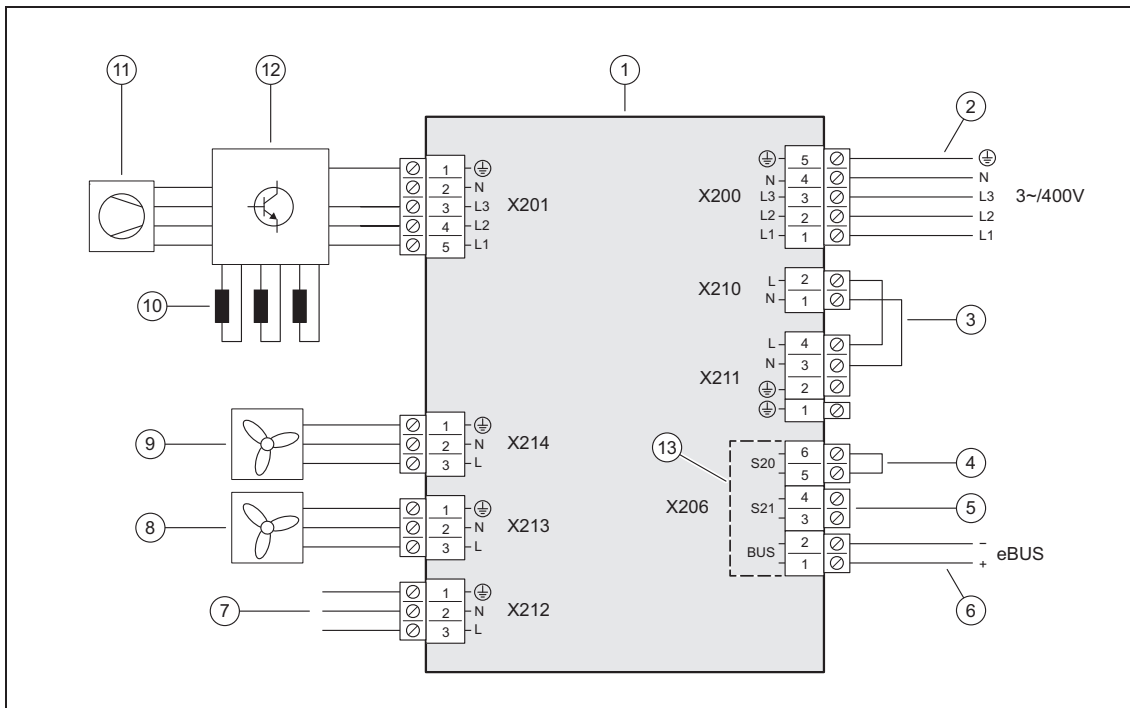 11
12
1
2
1
2 N
3 L3
4 L2
5 L1
X201
X200
5
N 4 N
L3 3 L3
L2 2 L2
L1 1 L1
3~/400V
10
X210
L 2
N 1
3
X211
L 4
N 3
2
1
9
1
2 N
3 L
X214
13
X206
S20
6
5
4
S21
4
3
5
BUS
2 –
1 +
eBUS
6
8
1
2 N
3 L
X213
7
1
2 N
3 L
X212